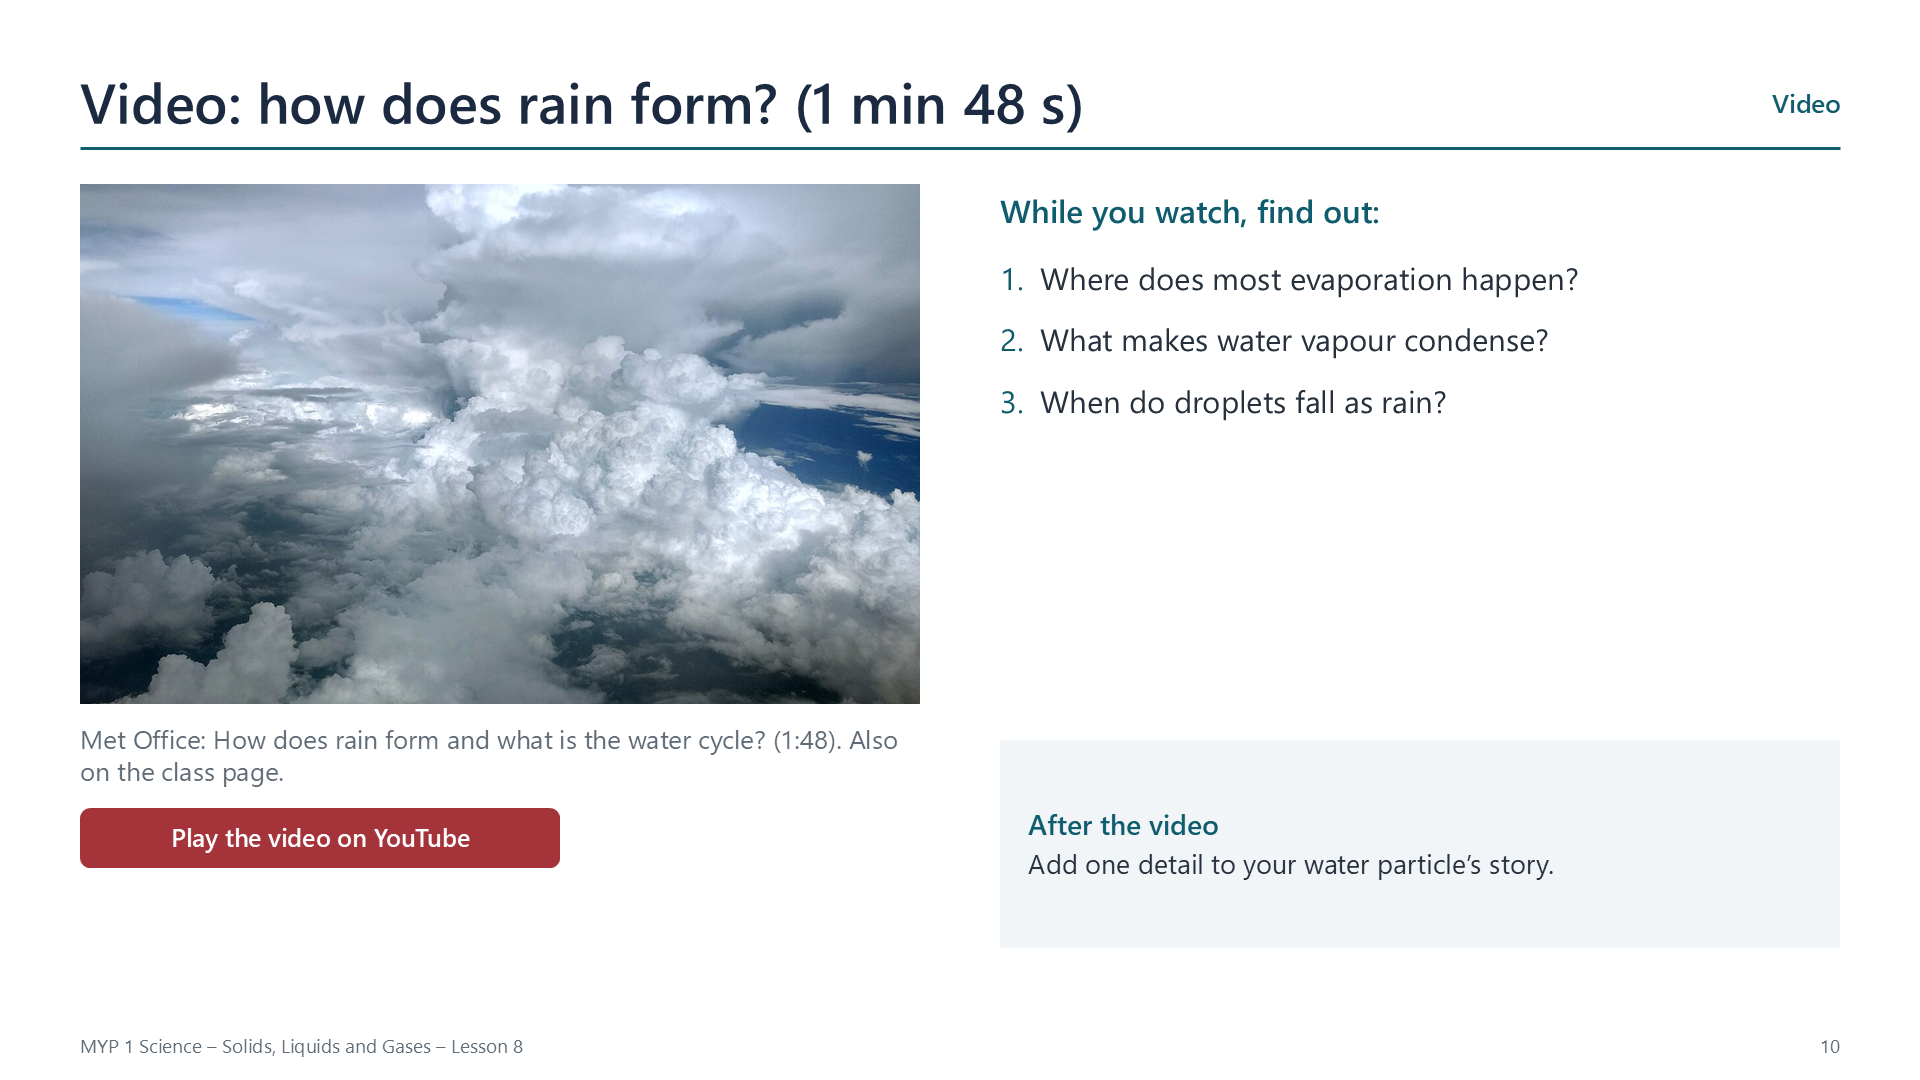 Video: how does rain form? (1 min 48 s)
Video
Met Office: How does rain form and what is the water cycle? (1:48). Also
on the class page.
Play the video on YouTube
While you watch, find out:
1. Where does most evaporation happen?
2. What makes water vapour condense?
3. When do droplets fall as rain?
After the video
Add one detail to your water particle’s story.
MYP 1 Science – Solids, Liquids and Gases – Lesson 8
10